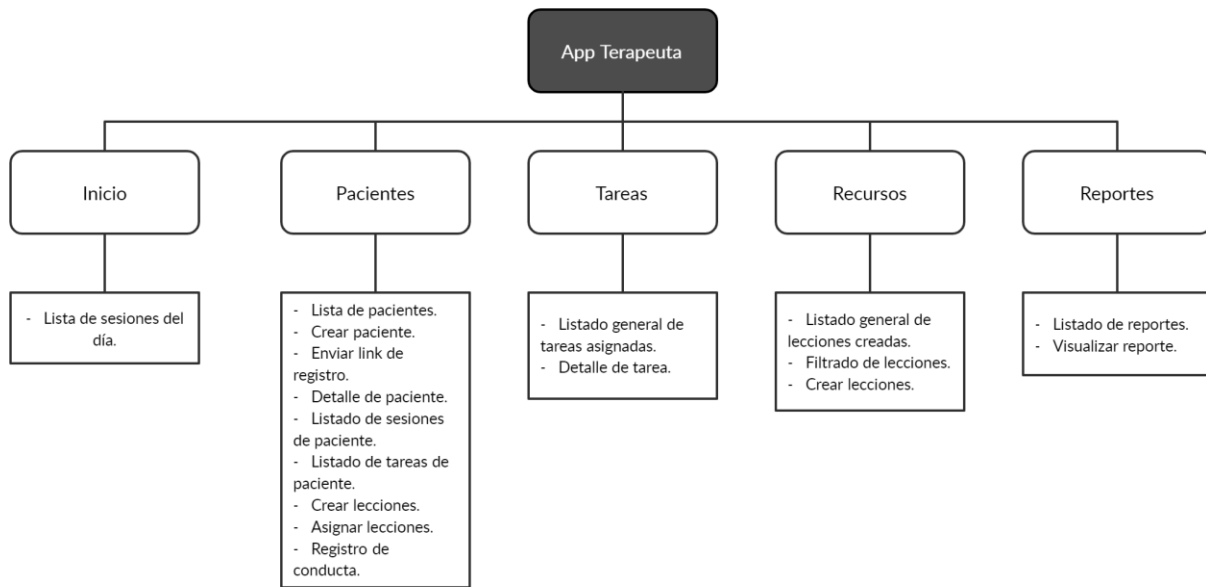 App Terapeuta
Inicio
Pacientes
Tareas
Recursos
Reportes
- Lista de sesiones del
día.
- Lista de pacientes.
- Crear paciente.
- Enviar link de
registro.
- Detalle de paciente.
- Listado de sesiones
de paciente.
- Listado de tareas de
paciente.
- Crear lecciones.
- Asignar lecciones.
- Registro de
conducta.
- Listado general de
tareas asignadas.
- Detalle de tarea.
- Listado general de
lecciones creadas.
- Filtrado de lecciones.
- Crear lecciones.
- Listado de reportes.
- Visualizar reporte.